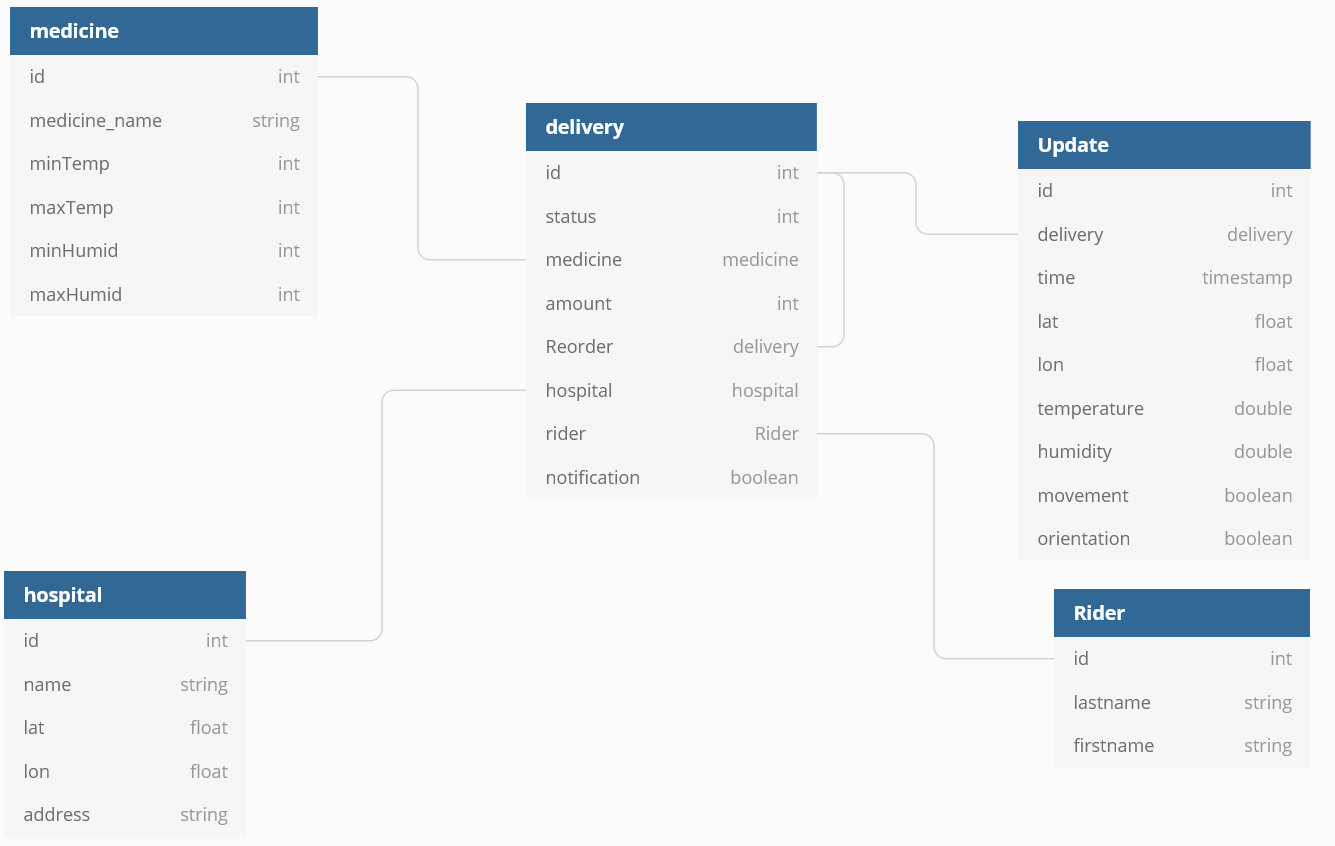 medicine
id int
medicine_name string
minTemp int
maxTemp int
minHumid int
maxHumid int
delivery
id int
status int
medicine medicine
amount int
Reorder delivery
hospital hospital
rider Rider
notification boolean
Update
id int
delivery delivery
time timestamp
lat float
lon float
temperature double
humidity double
movement boolean
orientation boolean
hospital
id int
name string
lat float
lon float
address string
Rider
id int
lastname string
firstname string